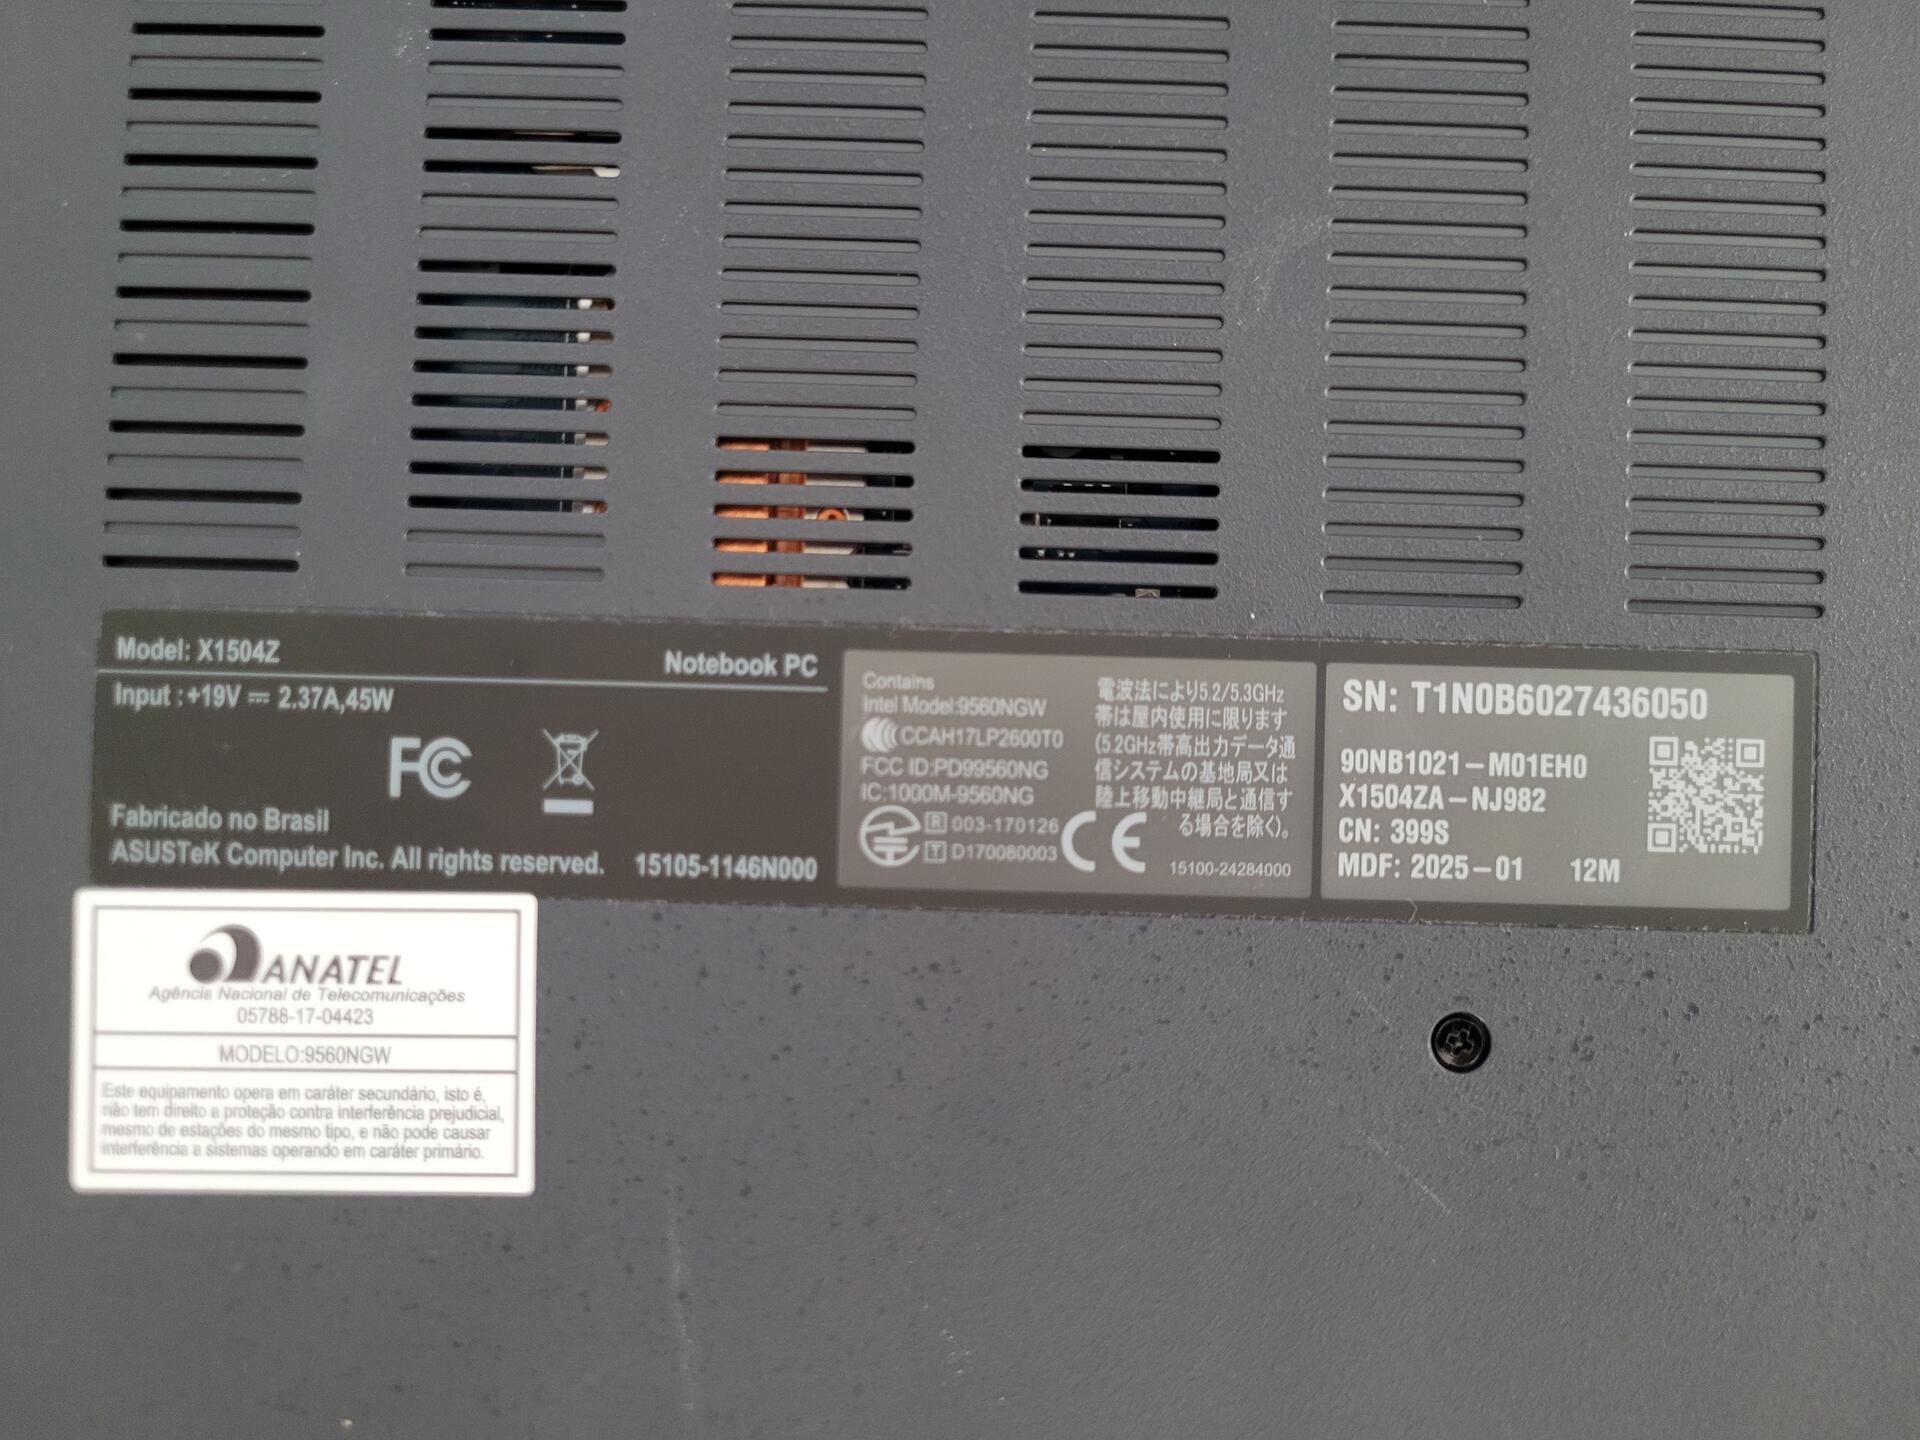 Model: X1504Z
Notebook PC
Input : +19V ⎓ 2.37A,45W
FC
Fabricado no Brasil
ASUSTeK Computer Inc. All rights reserved.
15105-1146N000
Contains
Intel Model:9560NGW
CCAH17LP2600T0
FCC ID:PD99560NG
IC:1000M-9560NG
R 003-170126
T D170080003
CE
電波法により5.2/5.3GHz
帯は屋内使用に限ります
(5.2GHz帯高出力データ通
信システムの基地局又は
陸上移動中継局と通信す
る場合を除く)。
15100-24284000
SN: T1N0B6027436050
90NB1021-M01EH0
X1504ZA-NJ982
CN: 399S
MDF: 2025-01 12M
ANATEL
Agência Nacional de Telecomunicações
05788-17-04423
MODELO:9560NGW
Este equipamento opera em caráter secundário, isto é,
não tem direito a proteção contra interferência prejudicial,
mesmo de estações do mesmo tipo, e não pode causar
interferência a sistemas operando em caráter primário.